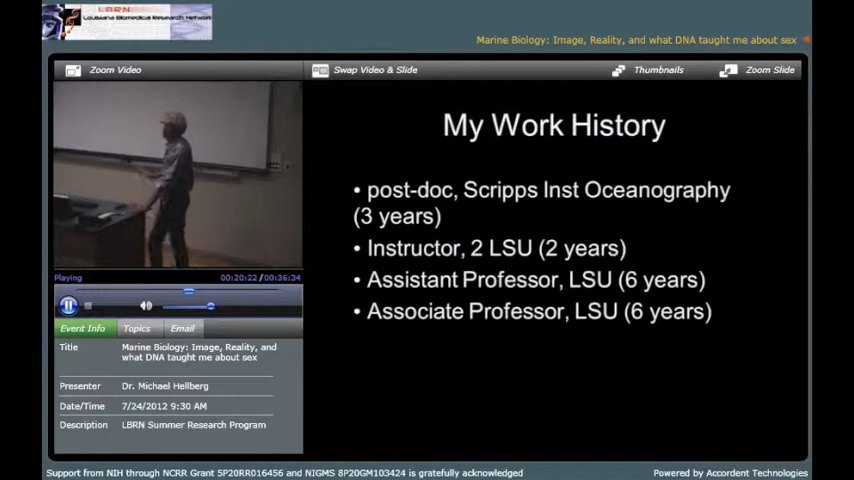 LBRN
Louisiana Biomedical Research Network
Marine Biology: Image, Reality, and what DNA taught me about sex
Zoom Video
Swap Video & Slide
Thumbnails
Zoom Slide
My Work History
• post-doc, Scripps Inst Oceanography
(3 years)
• Instructor, 2 LSU (2 years)
• Assistant Professor, LSU (6 years)
• Associate Professor, LSU (6 years)
Playing
00:20:22 / 00:36:34
Event Info
Topics
Email
Title
Marine Biology: Image, Reality, and
what DNA taught me about sex
Presenter
Dr. Michael Hellberg
Date/Time
7/24/2012 9:30 AM
Description
LBRN Summer Research Program
Support from NIH through NCRR Grant 5P20RR016456 and NIGMS 8P20GM103424 is gratefully acknowledged
Powered by Accordent Technologies